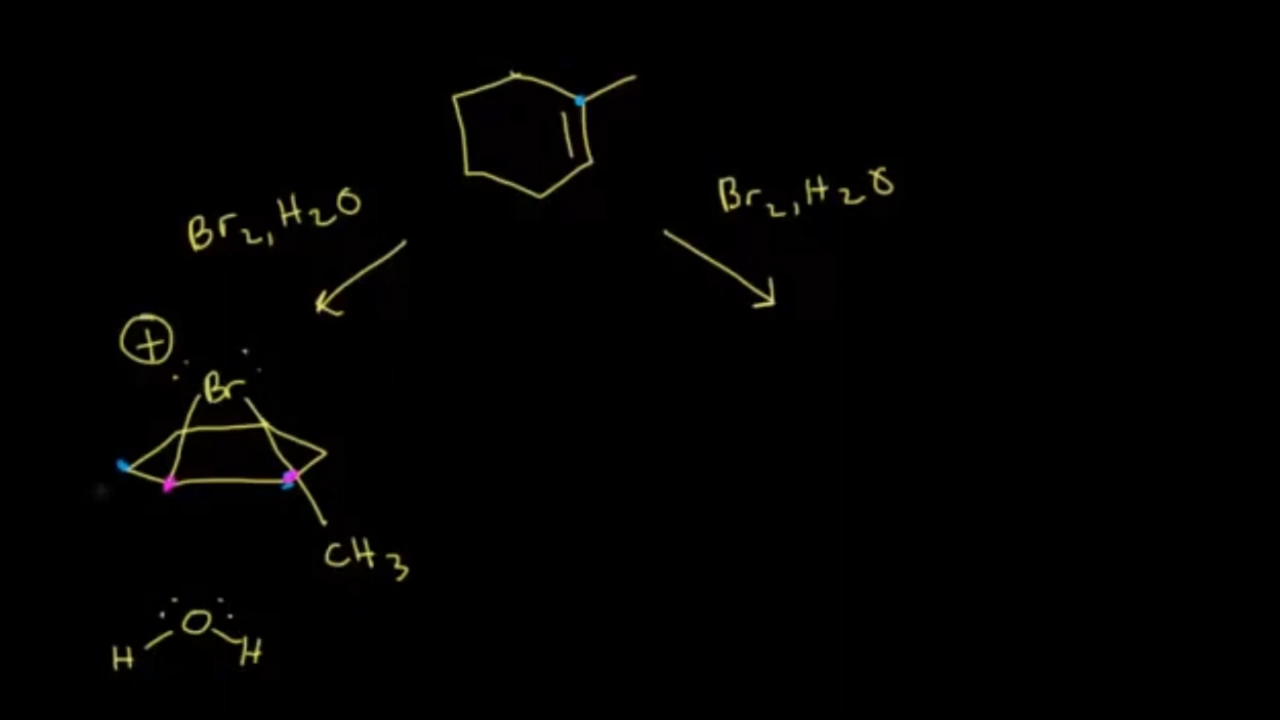 Br2, H2O
Br2, H2O
+
Br
CH3
O
H H